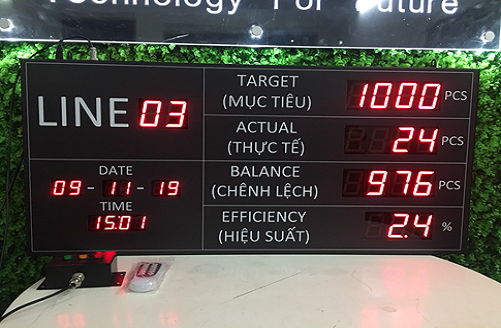 Technology For Future
LINE 03
DATE
09-11-19
TIME
15.01
TARGET
(MỤC TIÊU)
1000 PCS
ACTUAL
(THỰC TẾ)
24 PCS
BALANCE
(CHÊNH LỆCH)
976 PCS
EFFICIENCY
(HIỆU SUẤT)
2.4 %